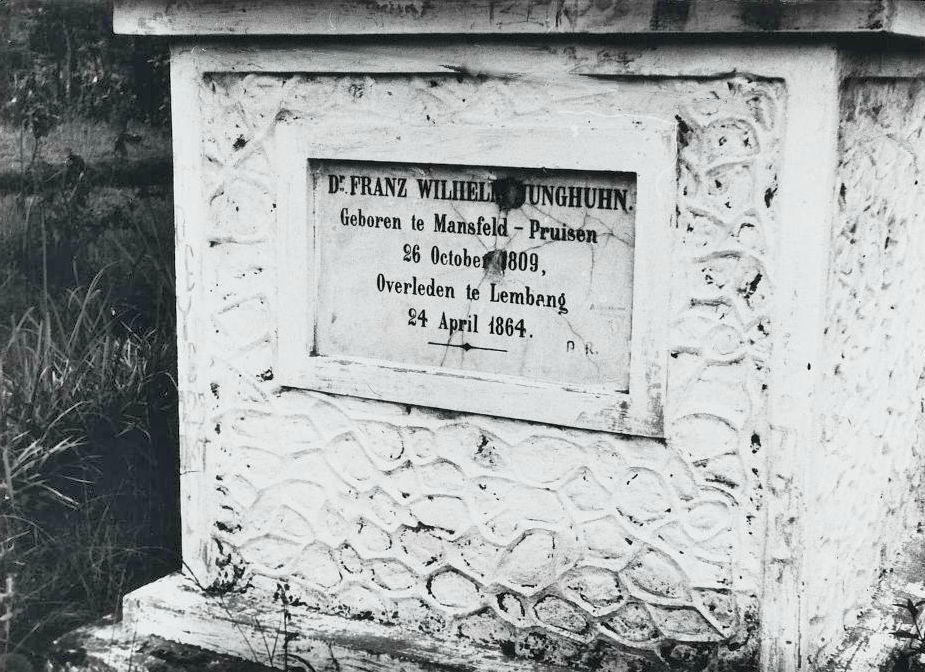 Dr. FRANZ WILHELM JUNGHUHN.
Geboren te Mansfeld – Pruisen
26 October 1809,
Overleden te Lembang
24 April 1864.